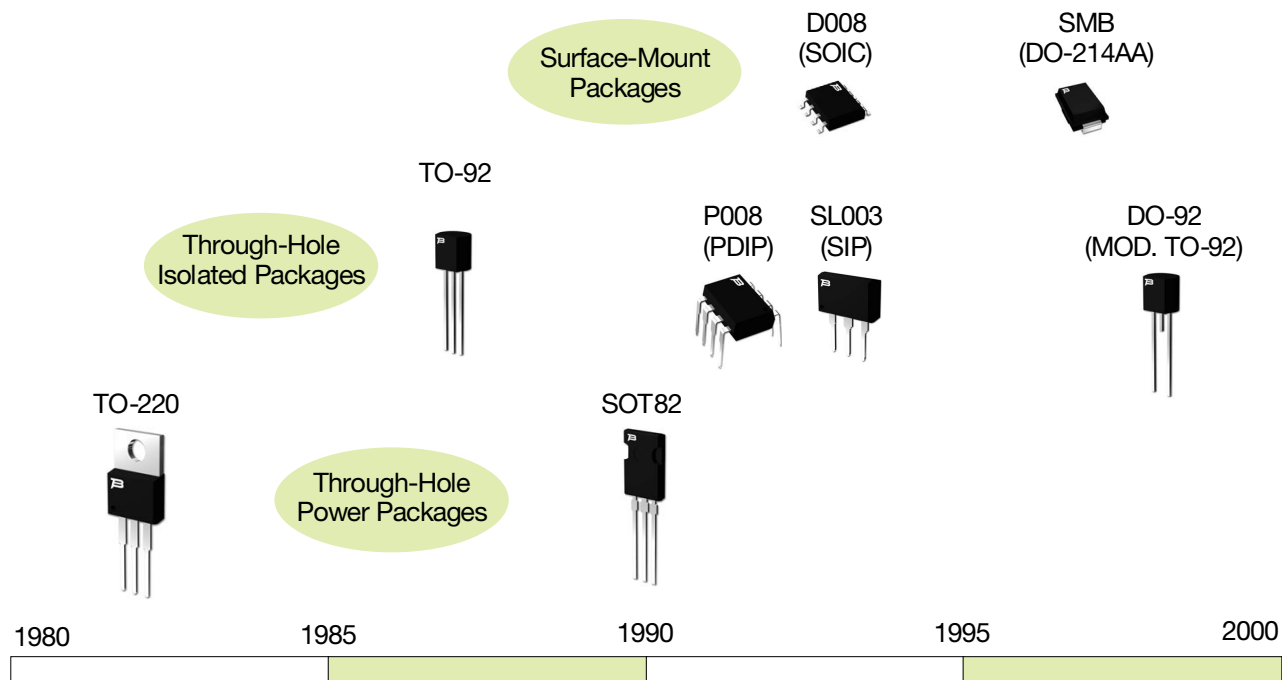 D008
(SOIC)
SMB
(DO-214AA)
Surface-Mount
Packages
TO-92
P008
(PDIP)
SL003
(SIP)
DO-92
(MOD. TO-92)
Through-Hole
Isolated Packages
TO-220
SOT82
Through-Hole
Power Packages
1980
1985
1990
1995
2000